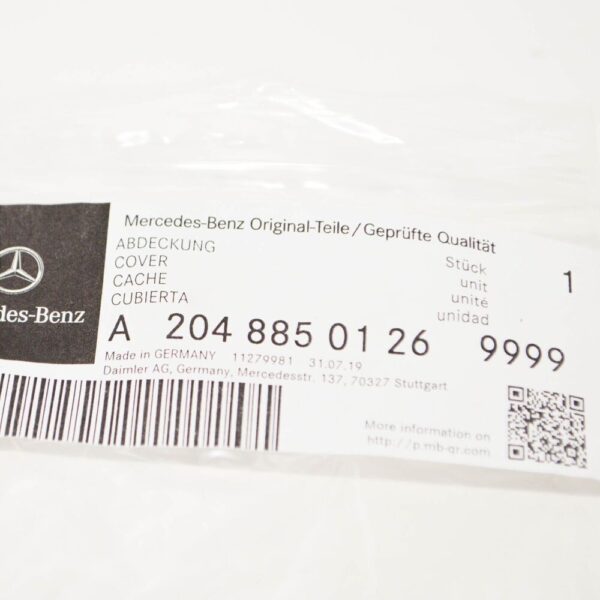 Mercedes-Benz Original-Teile/Geprüfte Qualität
ABDECKUNG
COVER
CACHE
CUBIERTA
Stück
unit
unité
unidad
1
des-Benz
A 204 885 01 26 9999
Made in GERMANY 11279981 31.07.19
Daimler AG, Germany, Mercedesstr. 137, 70327 Stuttgart
More information on
http://p.mb-qr.com